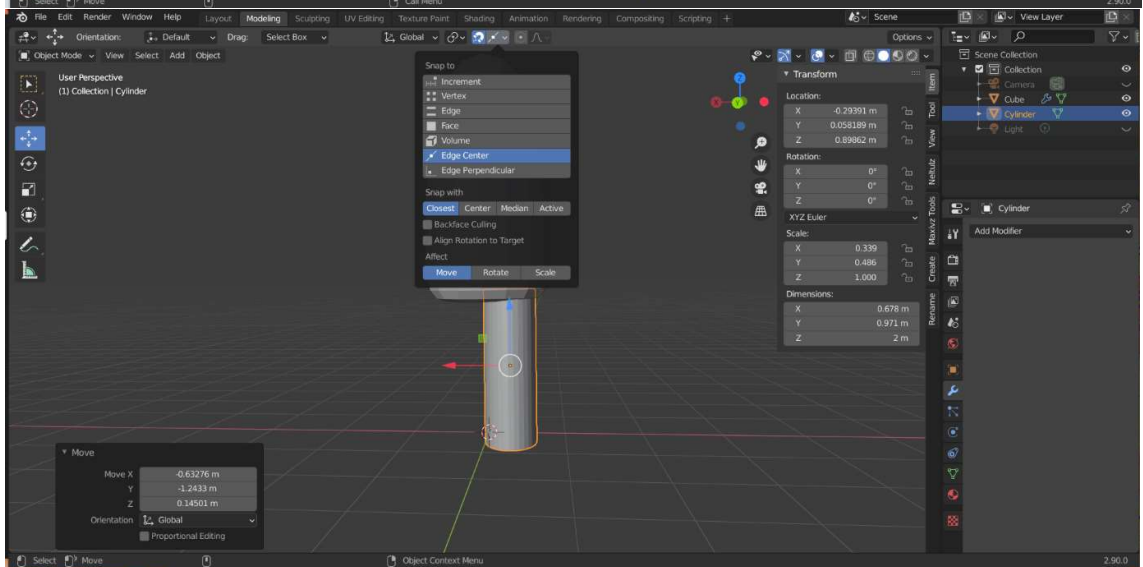 Select Move Call Menu 2.90.0
File Edit Render Window Help Layout Modeling Sculpting UV Editing Texture Paint Shading Animation Rendering Compositing Scripting + Scene View Layer
Orientation: Default Drag: Select Box Global Options
Object Mode View Select Add Object
User Perspective
(1) Collection | Cylinder
Snap to
Increment
Vertex
Edge
Face
Volume
Edge Center
Edge Perpendicular
Snap with
Closest Center Median Active
Backface Culling
Align Rotation to Target
Affect
Move Rotate Scale
Z
Y
Transform
Location:
X -0.29391 m
Y 0.058189 m
Z 0.89862 m
Rotation:
X 0°
Y 0°
Z 0°
XYZ Euler
Scale:
X 0.339
Y 0.486
Z 1.000
Dimensions:
X 0.678 m
Y 0.971 m
Z 2 m
Item
Tool
View
Neltulz
Maxivz Tools
Create
Rename
Scene Collection
Collection
Camera
Cube
Cylinder
Light
Cylinder
Add Modifier
Move
Move X -0.63276 m
Y -1.2433 m
Z 0.14501 m
Orientation Global
Proportional Editing
Select Move Object Context Menu 2.90.0